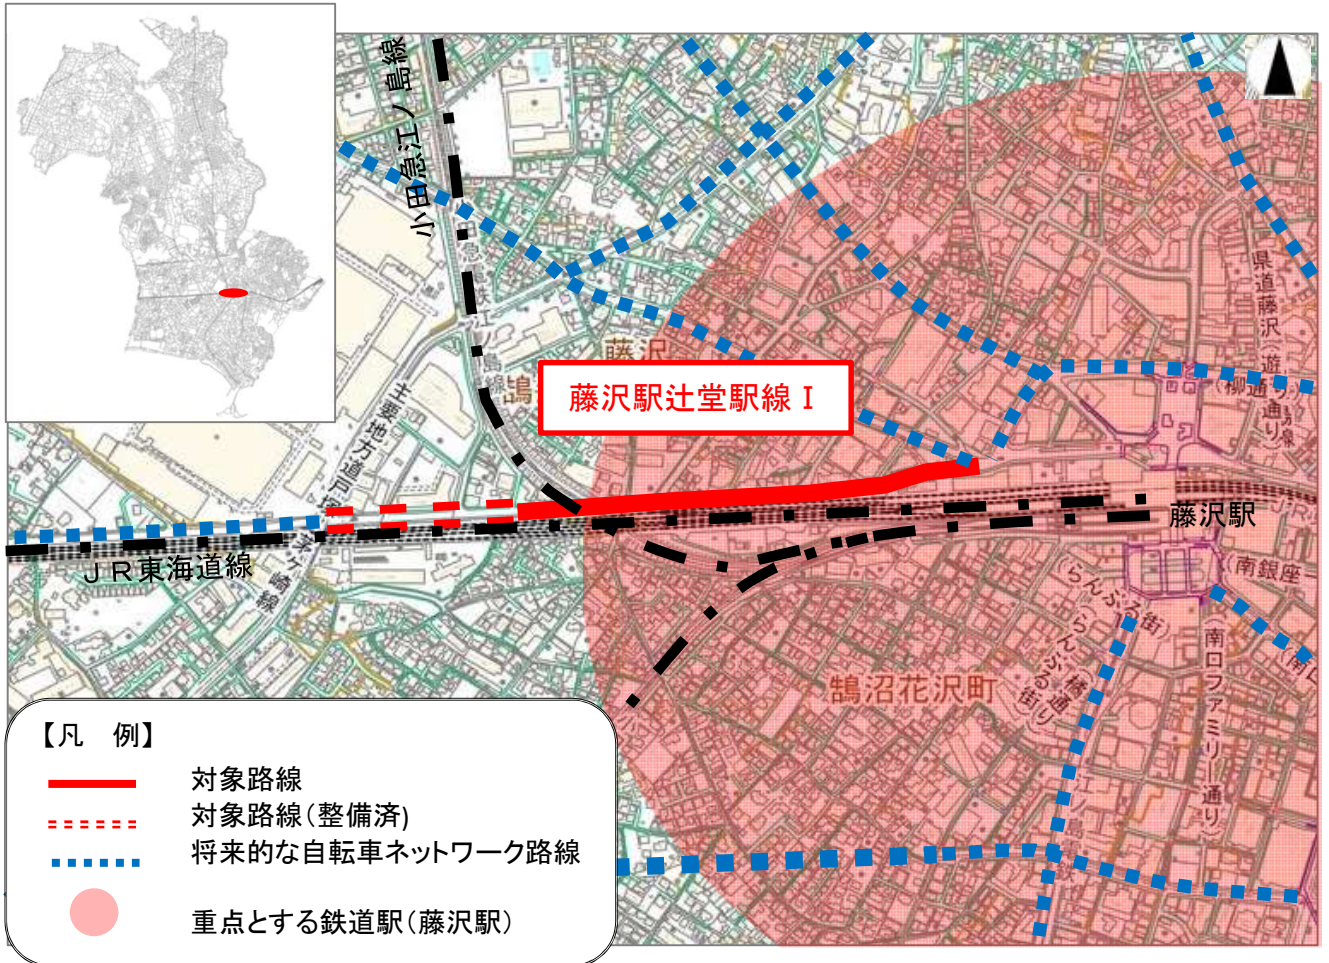 小田急江ノ島線
藤沢
藤沢駅辻堂駅線Ⅰ
主要地方道戸塚茅ケ崎線
県道藤沢
(遊
柳通り)
藤沢駅
JR東海道線
(南銀座
(らんぶる街)
鵠沼花沢町
(南口ファミリー通り)
【凡 例】
対象路線
対象路線(整備済)
将来的な自転車ネットワーク路線
重点とする鉄道駅(藤沢駅)